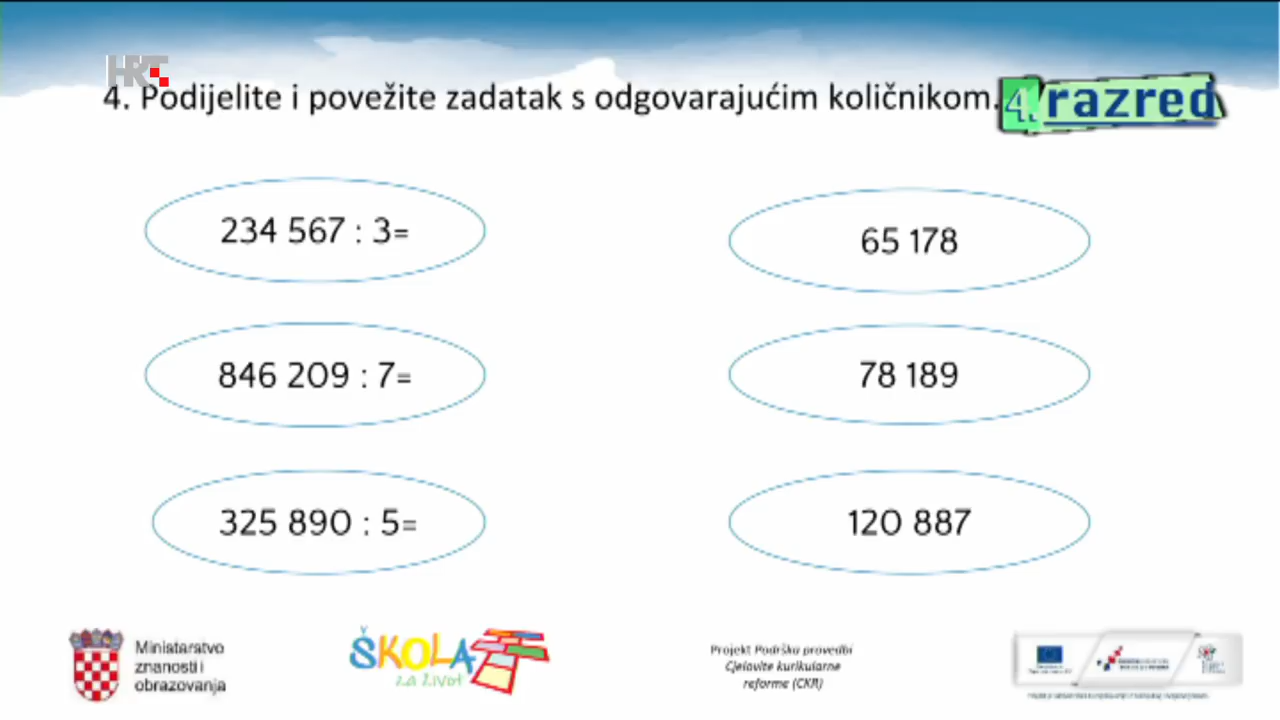 HRT
4. Podijelite i povežite zadatak s odgovarajućim količnikom.
4. razred
234 567 : 3=
65 178
846 209 : 7=
78 189
325 890 : 5=
120 887
Ministarstvo
znanosti i
obrazovanja
ŠKOLA
za život
Projekt Podrška provedbi
Cjelovite kurikularne
reforme (CKR)